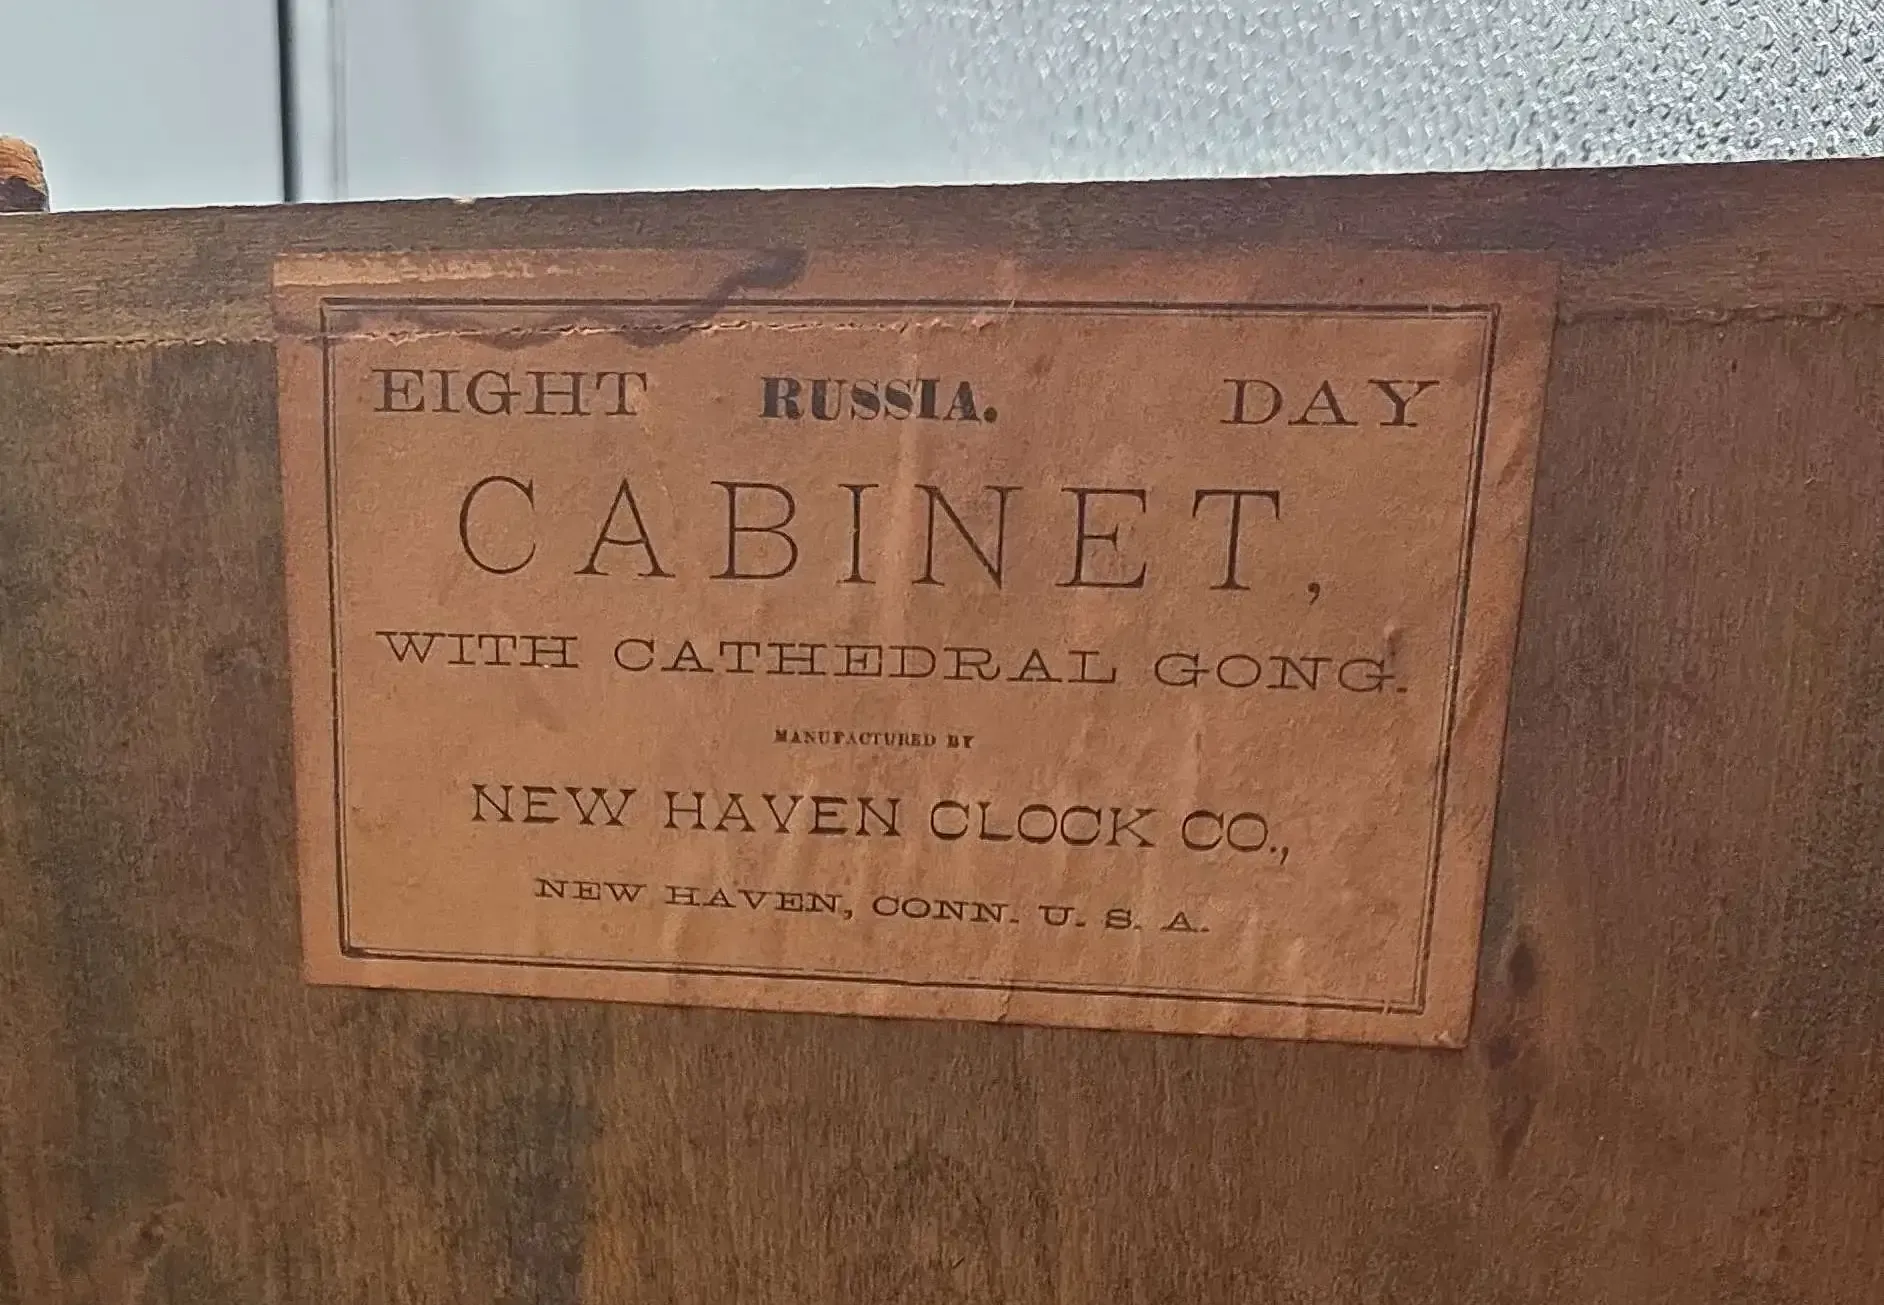 EIGHT RUSSIA. DAY
CABINET,
WITH CATHEDRAL GONG.
MANUFACTURED BY
NEW HAVEN CLOCK CO.,
NEW HAVEN, CONN. U. S. A.